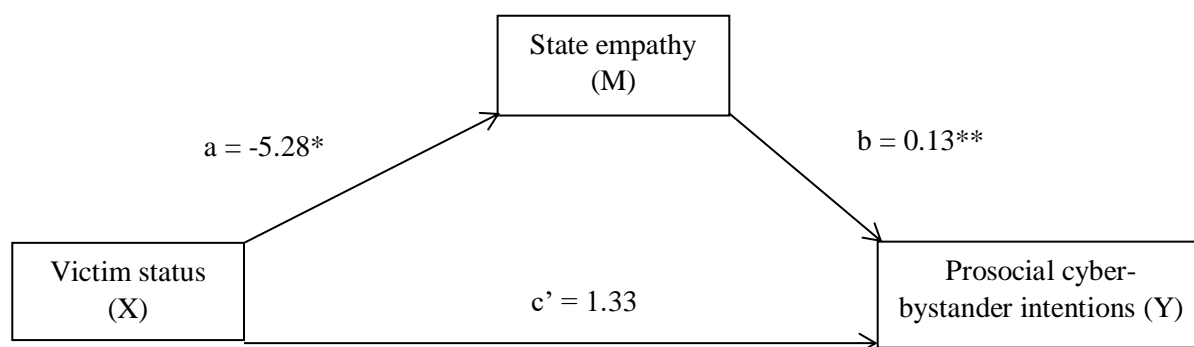 State empathy
(M)
a = -5.28*
b = 0.13**
Victim status
(X)
c’ = 1.33
Prosocial cyber-
bystander intentions (Y)